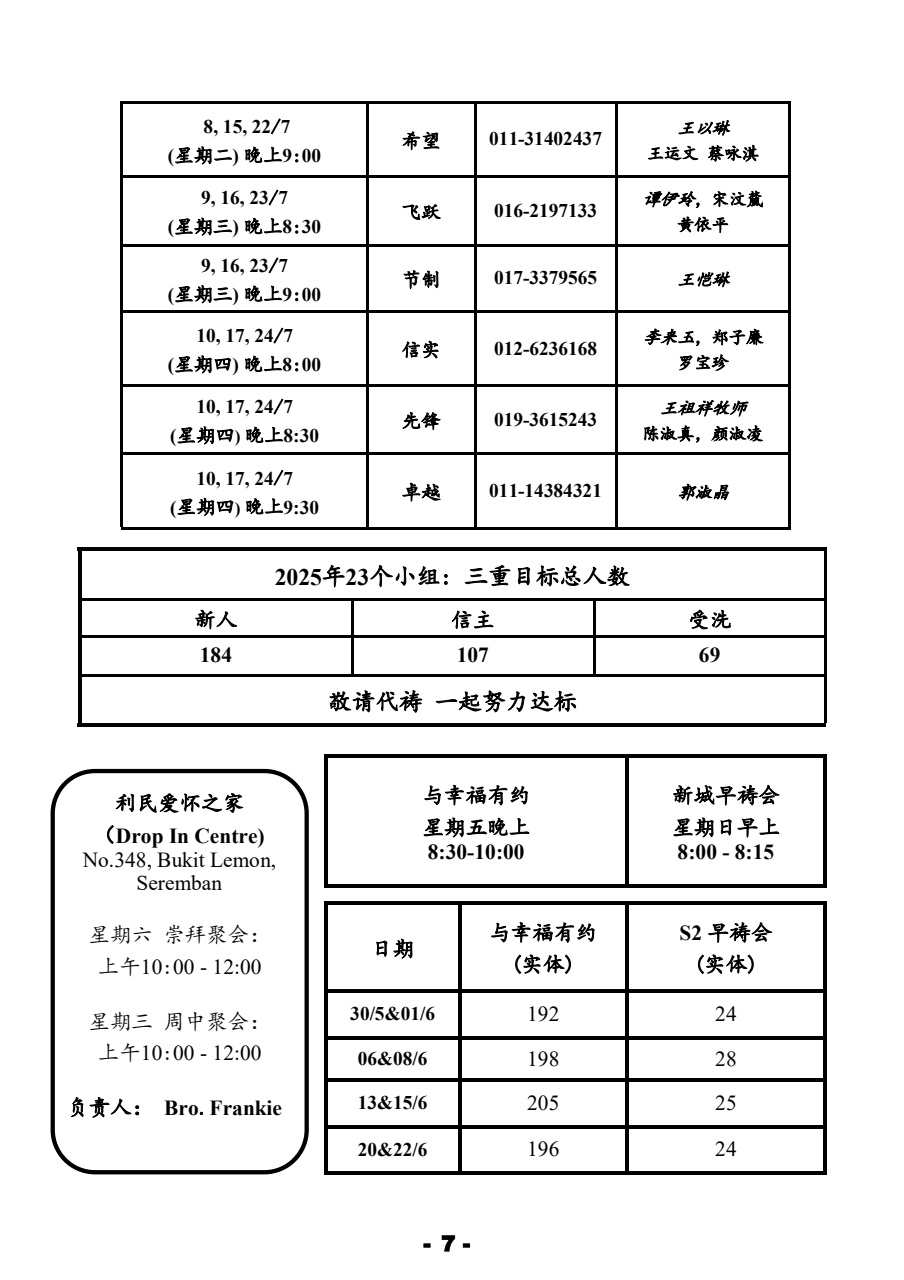 8, 15, 22/7
(星期二) 晚上9:00
希望
011-31402437
王以琳
王运文 蔡咏淇
9, 16, 23/7
(星期三) 晚上8:30
飞跃
016-2197133
谭伊玲，宋汶蔍
黄依平
9, 16, 23/7
(星期三) 晚上9:00
节制
017-3379565
王恺琳
10, 17, 24/7
(星期四) 晚上8:00
信实
012-6236168
李来五，郑子廉
罗宝珍
10, 17, 24/7
(星期四) 晚上8:30
先锋
019-3615243
王祖祥牧师
陈淑真，颜淑凌
10, 17, 24/7
(星期四) 晚上9:30
卓越
011-14384321
郭淑晶
2025年23个小组：三重目标总人数
新人 信主 受洗
184 107 69
敬请代祷 一起努力达标
利民爱怀之家
（Drop In Centre)
No.348, Bukit Lemon,
Seremban
星期六 崇拜聚会：
上午10:00 - 12:00
星期三 周中聚会：
上午10:00 - 12:00
负责人： Bro. Frankie
与幸福有约
星期五晚上
8:30-10:00
新城早祷会
星期日早上
8:00 - 8:15
日期
与幸福有约
(实体)
S2 早祷会
(实体)
30/5&01/6 192 24
06&08/6 198 28
13&15/6 205 25
20&22/6 196 24
- 7 -